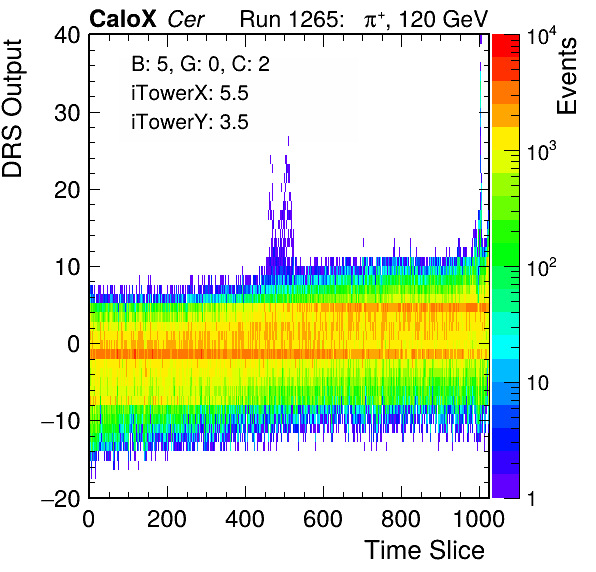 CaloX Cer Run 1265: π⁺, 120 GeV
B: 5, G: 0, C: 2
iTowerX: 5.5
iTowerY: 3.5
DRS Output
40
30
20
10
0
−10
−20
0 200 400 600 800 1000
Time Slice
Events
10⁴
10³
10²
10
1